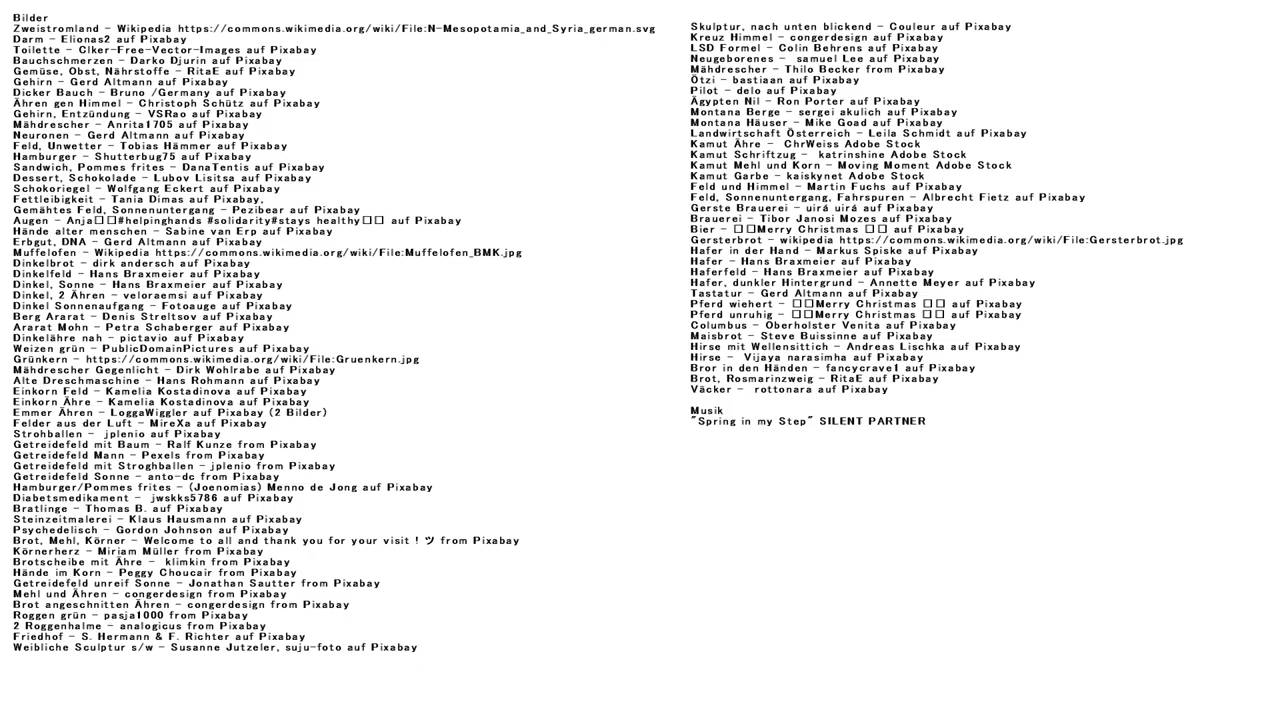 Bilder
Zweistromland - Wikipedia https://commons.wikimedia.org/wiki/File:N-Mesopotamia_and_Syria_german.svg
Darm - Elionas2 auf Pixabay
Toilette - Clker-Free-Vector-Images auf Pixabay
Bauchschmerzen - Darko Djurin auf Pixabay
Gemüse, Obst, Nährstoffe - RitaE auf Pixabay
Gehirn - Gerd Altmann auf Pixabay
Dicker Bauch - Bruno /Germany auf Pixabay
Ähren gen Himmel - Christoph Schütz auf Pixabay
Gehirn, Entzündung - VSRao auf Pixabay
Mähdrescher - Anrita1705 auf Pixabay
Neuronen - Gerd Altmann auf Pixabay
Feld, Unwetter - Tobias Hämmer auf Pixabay
Hamburger - Shutterbug75 auf Pixabay
Sandwich, Pommes frites - DanaTentis auf Pixabay
Dessert, Schokolade - Lubov Lisitsa auf Pixabay
Schokoriegel - Wolfgang Eckert auf Pixabay
Fettleibigkeit - Tania Dimas auf Pixabay,
Gemähtes Feld, Sonnenuntergang - Pezibear auf Pixabay
Augen - Anja□□#helpinghands #solidarity#stays healthy□□ auf Pixabay
Hände alter menschen - Sabine van Erp auf Pixabay
Erbgut, DNA - Gerd Altmann auf Pixabay
Muffelofen - Wikipedia https://commons.wikimedia.org/wiki/File:Muffelofen_BMK.jpg
Dinkelbrot - dirk andersch auf Pixabay
Dinkelfeld - Hans Braxmeier auf Pixabay
Dinkel, Sonne - Hans Braxmeier auf Pixabay
Dinkel, 2 Ähren - veloraemsi auf Pixabay
Dinkel Sonnenaufgang - Fotoauge auf Pixabay
Berg Ararat - Denis Streltsov auf Pixabay
Ararat Mohn - Petra Schaberger auf Pixabay
Dinkelähre nah - pictavio auf Pixabay
Weizen grün - PublicDomainPictures auf Pixabay
Grünkern - https://commons.wikimedia.org/wiki/File:Gruenkern.jpg
Mähdrescher Gegenlicht - Dirk Wohlrabe auf Pixabay
Alte Dreschmaschine - Hans Rohmann auf Pixabay
Einkorn Feld - Kamelia Kostadinova auf Pixabay
Einkorn Ähre - Kamelia Kostadinova auf Pixabay
Emmer Ähren - LoggaWiggler auf Pixabay (2 Bilder)
Felder aus der Luft - MireXa auf Pixabay
Strohballen - jplenio auf Pixabay
Getreidefeld mit Baum - Ralf Kunze from Pixabay
Getreidefeld Mann - Pexels from Pixabay
Getreidefeld mit Stroghballen - jplenio from Pixabay
Getreidefeld Sonne - anto-dc from Pixabay
Hamburger/Pommes frites - (Joenomias) Menno de Jong auf Pixabay
Diabetsmedikament - jwskks5786 auf Pixabay
Bratlinge - Thomas B. auf Pixabay
Steinzeitmalerei - Klaus Hausmann auf Pixabay
Psychedelisch - Gordon Johnson auf Pixabay
Brot, Mehl, Körner - Welcome to all and thank you for your visit ! ツ from Pixabay
Körnerherz - Miriam Müller from Pixabay
Brotscheibe mit Ähre - klimkin from Pixabay
Hände im Korn - Peggy Choucair from Pixabay
Getreidefeld unreif Sonne - Jonathan Sautter from Pixabay
Mehl und Ähren - congerdesign from Pixabay
Brot angeschnitten Ähren - congerdesign from Pixabay
Roggen grün - pasja1000 from Pixabay
2 Roggenhalme - analogicus from Pixabay
Friedhof - S. Hermann & F. Richter auf Pixabay
Weibliche Sculptur s/w - Susanne Jutzeler, suju-foto auf Pixabay
Skulptur, nach unten blickend - Couleur auf Pixabay
Kreuz Himmel - congerdesign auf Pixabay
LSD Formel - Colin Behrens auf Pixabay
Neugeborenes - samuel Lee auf Pixabay
Mähdrescher - Thilo Becker from Pixabay
Ötzi - bastiaan auf Pixabay
Pilot - delo auf Pixabay
Ägypten Nil - Ron Porter auf Pixabay
Montana Berge - sergei akulich auf Pixabay
Montana Häuser - Mike Goad auf Pixabay
Landwirtschaft Österreich - Leila Schmidt auf Pixabay
Kamut Ähre - ChrWeiss Adobe Stock
Kamut Schriftzug - katrinshine Adobe Stock
Kamut Mehl und Korn - Moving Moment Adobe Stock
Kamut Garbe - kaiskynet Adobe Stock
Feld und Himmel - Martin Fuchs auf Pixabay
Feld, Sonnenuntergang, Fahrspuren - Albrecht Fietz auf Pixabay
Gerste Brauerei - uirá uirá auf Pixabay
Brauerei - Tibor Janosi Mozes auf Pixabay
Bier - □□Merry Christmas □□ auf Pixabay
Gersterbrot - wikipedia https://commons.wikimedia.org/wiki/File:Gersterbrot.jpg
Hafer in der Hand - Markus Spiske auf Pixabay
Hafer - Hans Braxmeier auf Pixabay
Haferfeld - Hans Braxmeier auf Pixabay
Hafer, dunkler Hintergrund - Annette Meyer auf Pixabay
Tastatur - Gerd Altmann auf Pixabay
Pferd wiehert - □□Merry Christmas □□ auf Pixabay
Pferd unruhig - □□Merry Christmas □□ auf Pixabay
Columbus - Oberholster Venita auf Pixabay
Maisbrot - Steve Buissinne auf Pixabay
Hirse mit Wellensittich - Andreas Lischka auf Pixabay
Hirse - Vijaya narasimha auf Pixabay
Bror in den Händen - fancycrave1 auf Pixabay
Brot, Rosmarinzweig - RitaE auf Pixabay
Väcker - rottonara auf Pixabay
Musik
"Spring in my Step" SILENT PARTNER